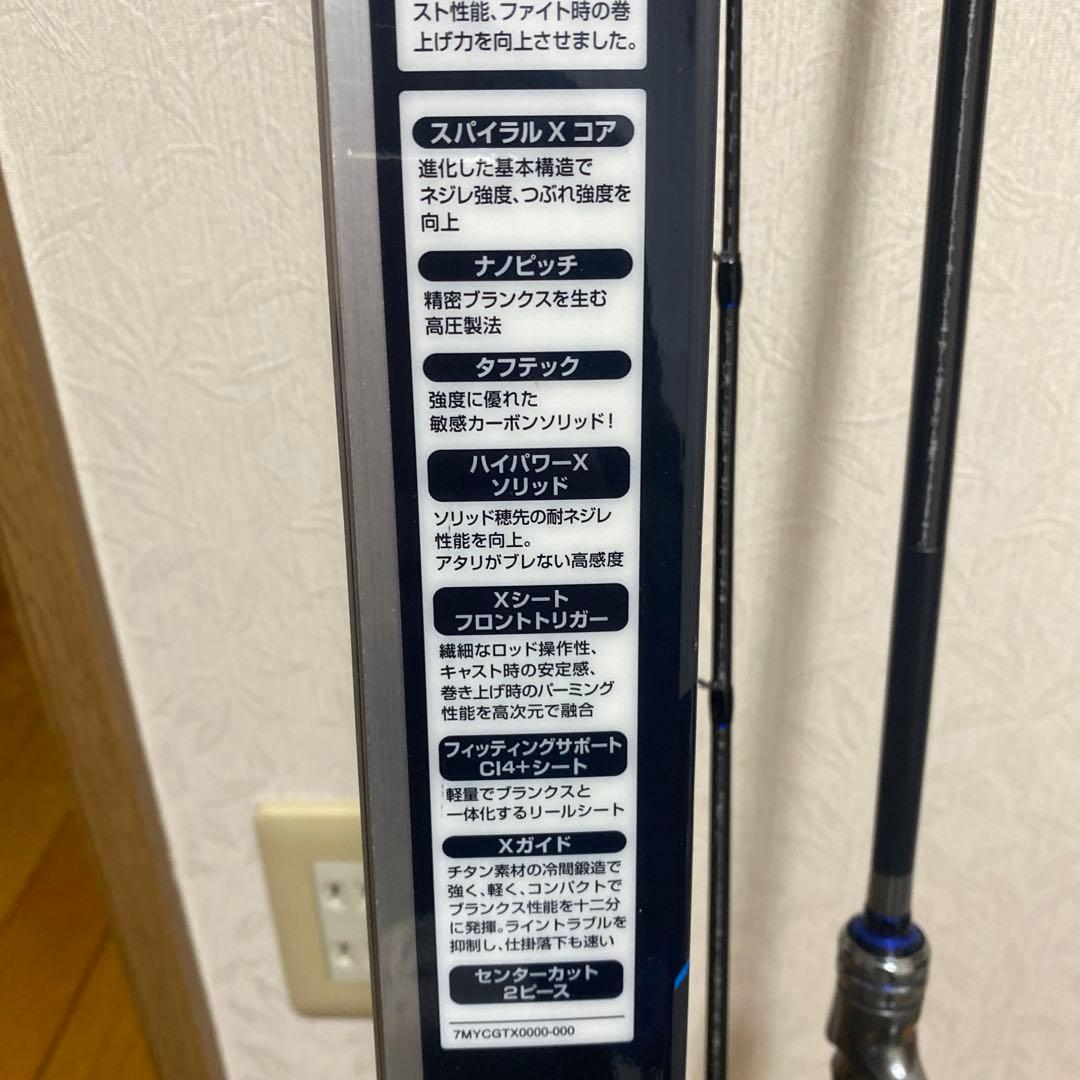 スト性能、ファイト時の巻
上げ力を向上させました。
スパイラルX コア
進化した基本構造で
ネジレ強度、つぶれ強度を
向上
ナノピッチ
精密ブランクスを生む
高圧製法
タフテック
強度に優れた
敏感カーボンソリッド!
ハイパワーX
ソリッド
ソリッド穂先の耐ネジレ
性能を向上。
アタリがブレない高感度
Xシート
フロントトリガー
繊細なロッド操作性、
キャスト時の安定感、
巻き上げ時のパーミング
性能を高次元で融合
フィッティングサポート
CI4+シート
軽量でブランクスと
一体化するリールシート
Xガイド
チタン素材の冷間鍛造で
強く、軽く、コンパクトで
ブランクス性能を十二分
に発揮。ライントラブルを
抑制し、仕掛落下も速い
センターカット
2ピース
7MYCGTX0000-000